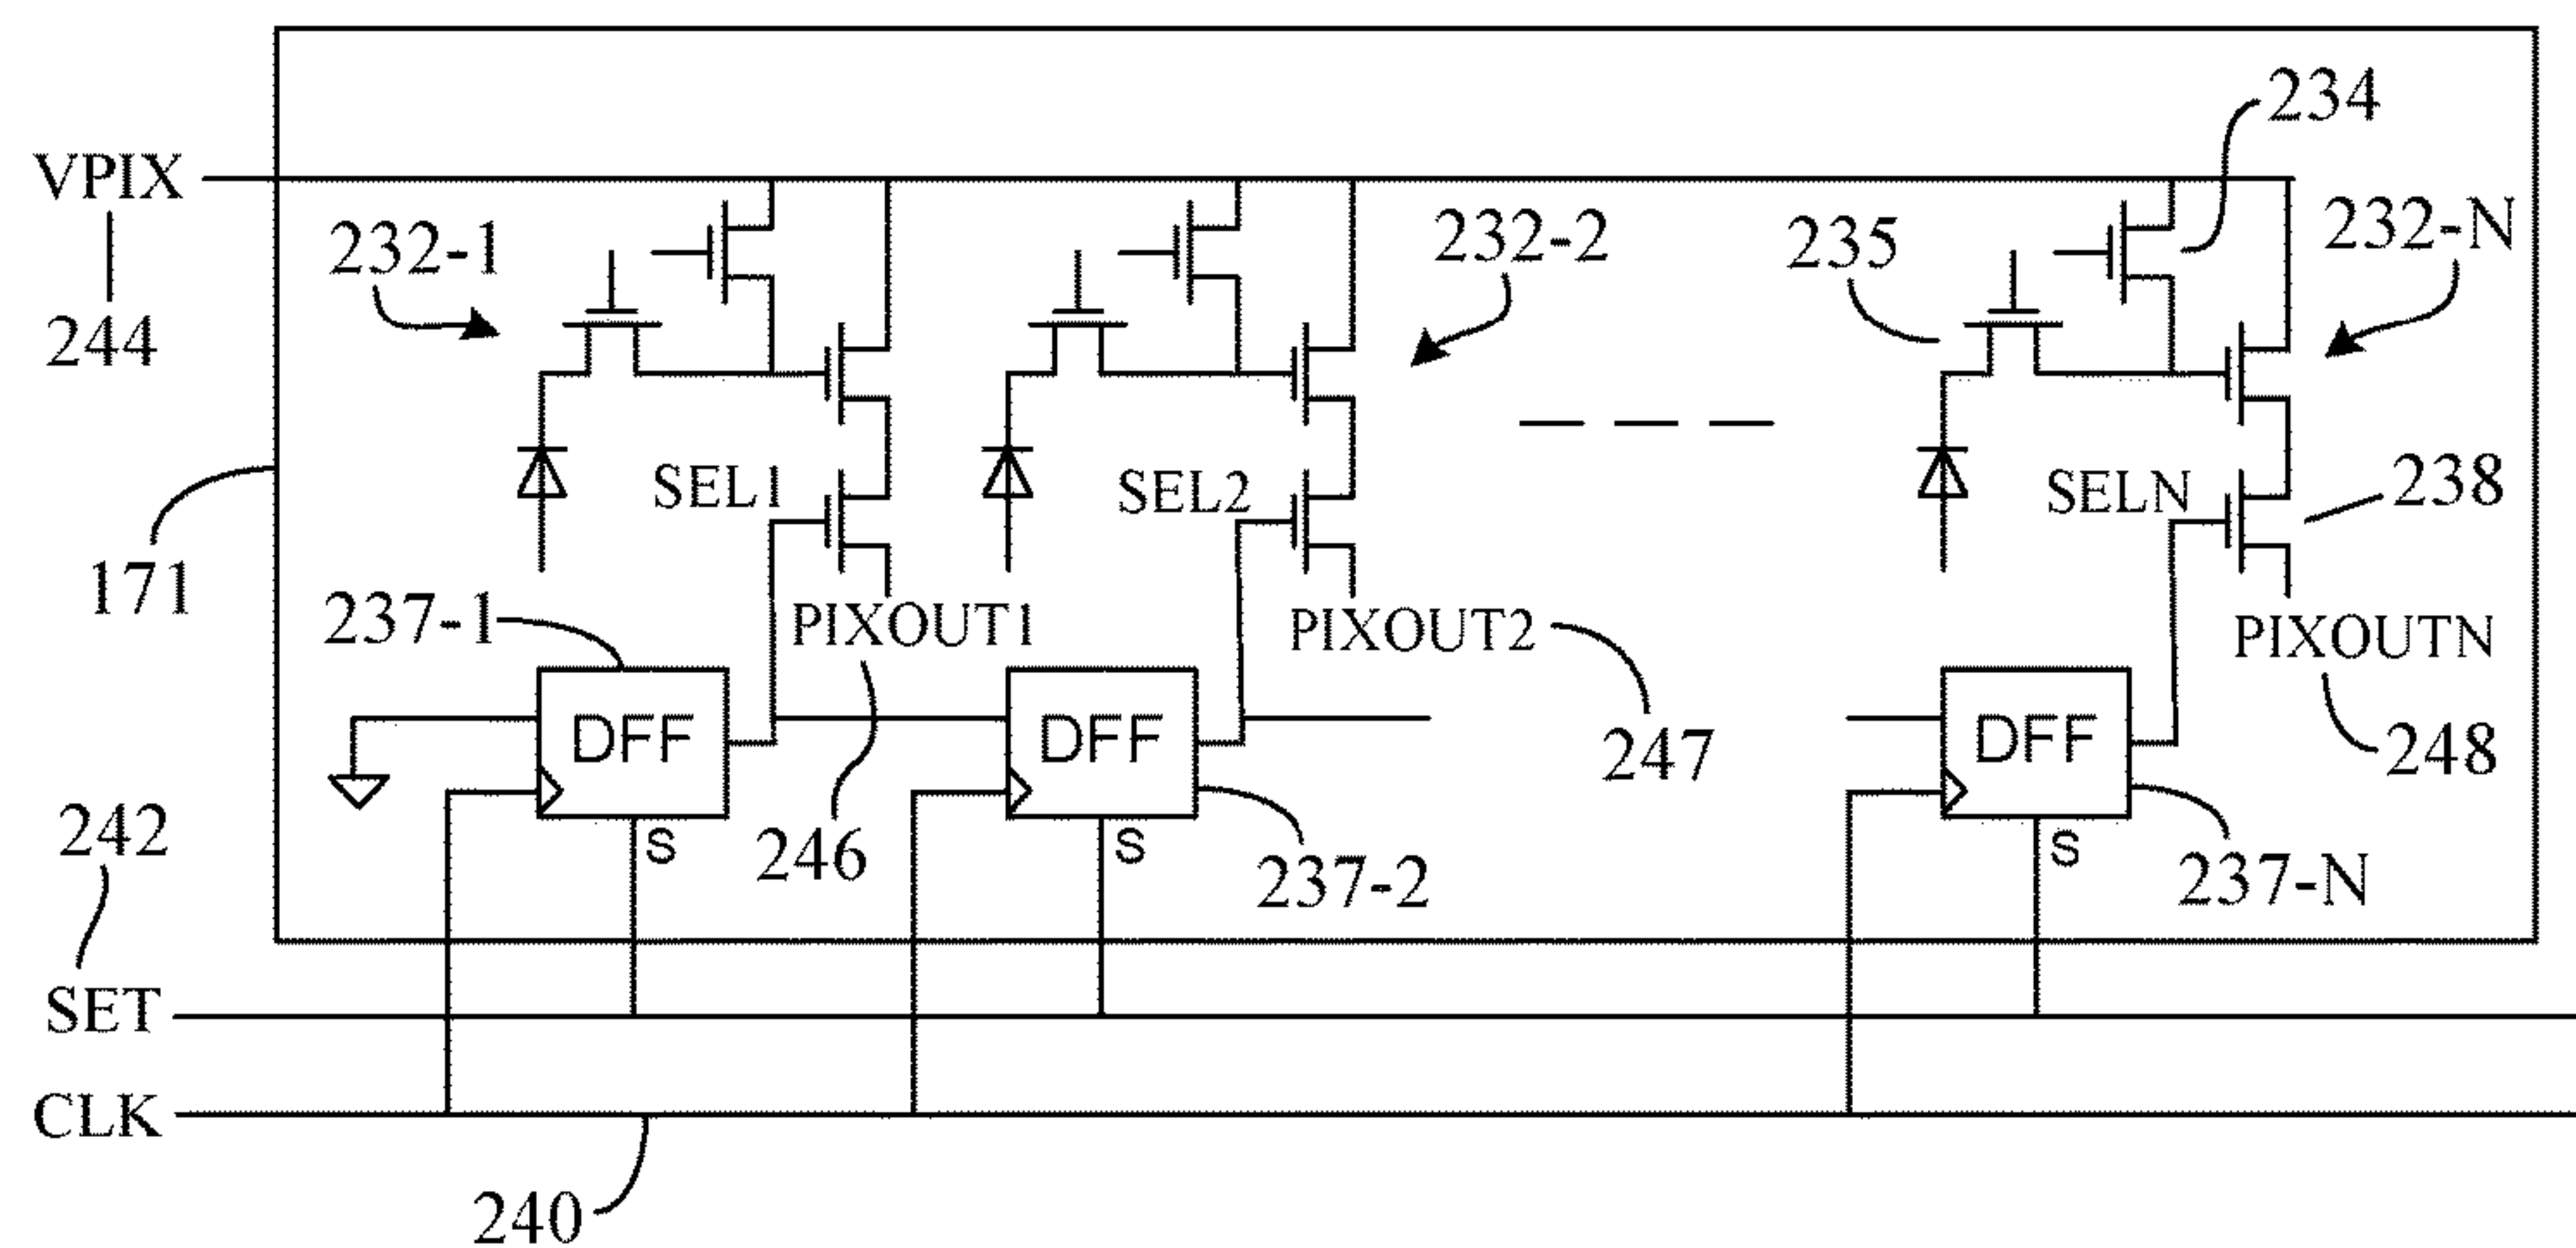 234
VPIX
232-1
232-2
235
232-N
244
SEL1
SEL2
SELN
238
171
237-1
PIXOUT1
PIXOUT2
PIXOUTN
DFF
DFF
DFF
247
248
242
S
246
S
237-2
S
237-N
SET
CLK
240